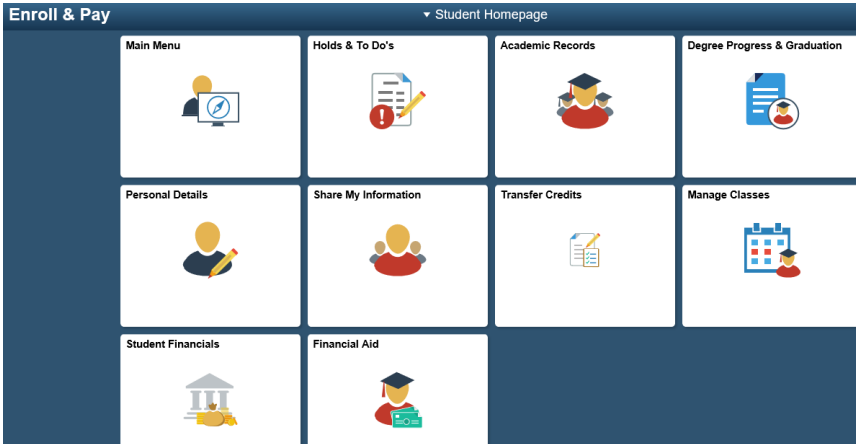 Enroll & Pay
Student Homepage
Main Menu
Holds & To Do's
Academic Records
Degree Progress & Graduation
Personal Details
Share My Information
Transfer Credits
Manage Classes
Student Financials
Financial Aid